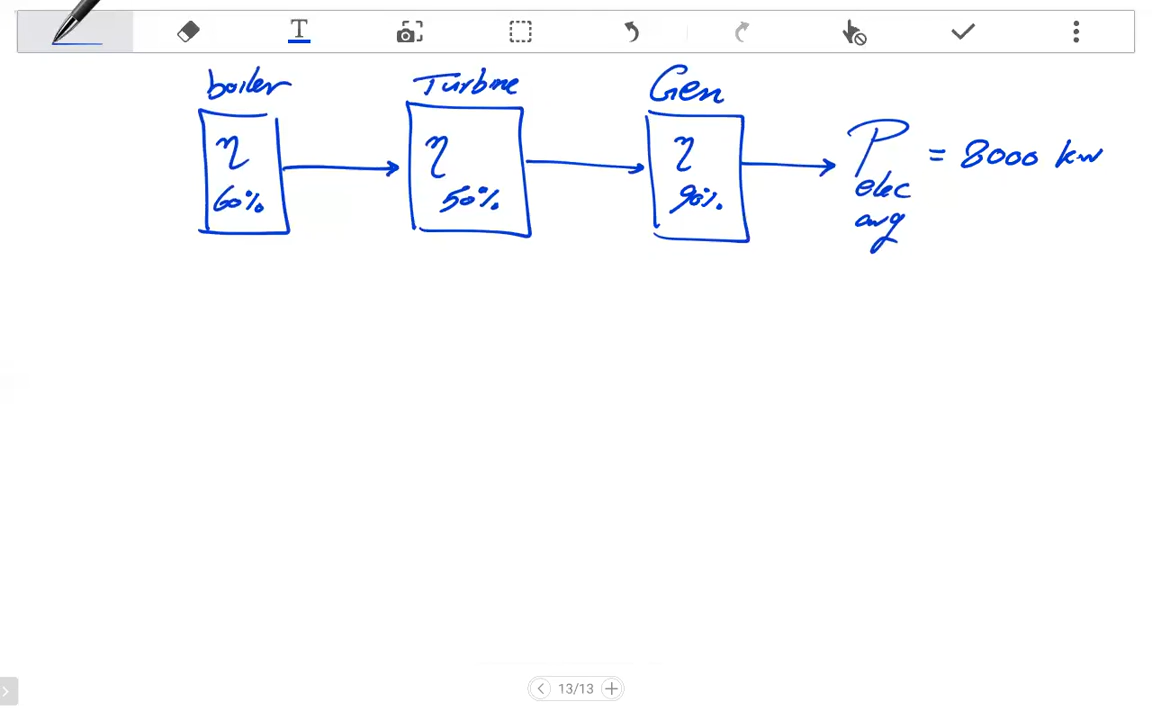 T
boiler Turbine Gen
η η η P = 8000 kw
60% 50% 90% elec
avg
13/13